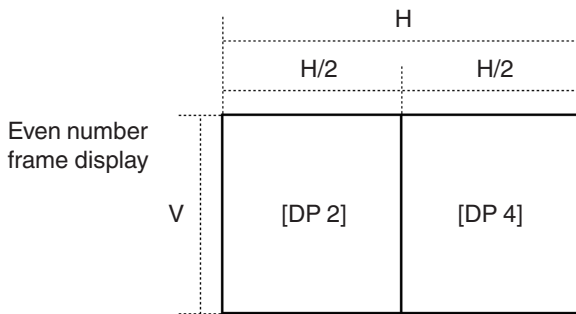 H
H/2 H/2
Even number
frame display
V [DP 2] [DP 4]